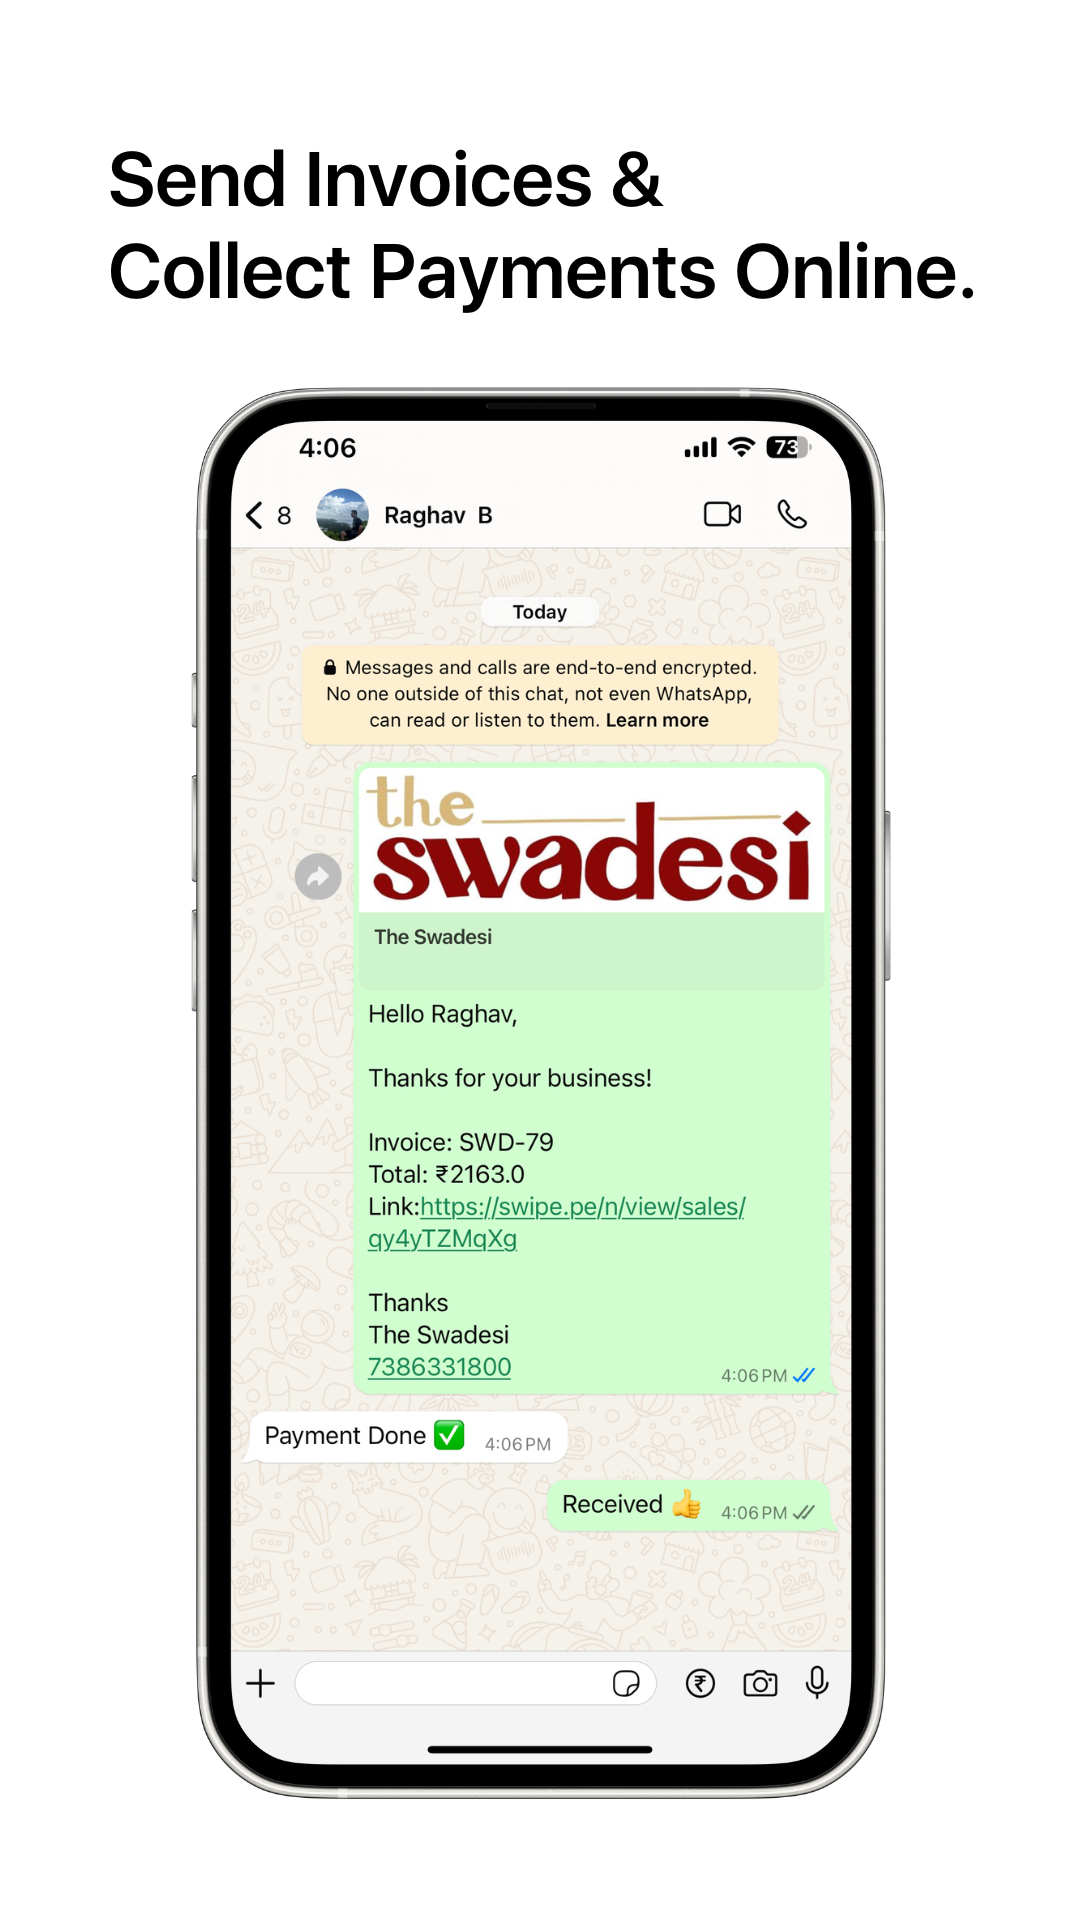 Send Invoices &
Collect Payments Online.
4:06
73
8
Raghav B
Today
Messages and calls are end-to-end encrypted.
No one outside of this chat, not even WhatsApp,
can read or listen to them. Learn more
the
swadesi
The Swadesi
Hello Raghav,
Thanks for your business!
Invoice: SWD-79
Total: ₹2163.0
Link:https://swipe.pe/n/view/sales/
qy4yTZMqXg
Thanks
The Swadesi
7386331800
4:06 PM
Payment Done ✅
4:06 PM
Received 👍
4:06 PM